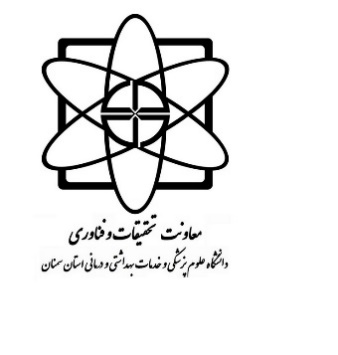 معاونت تحقیقات و فناوری
دانشگاه علوم پزشکی و خدمات بهداشتی و درمانی استان سمنان